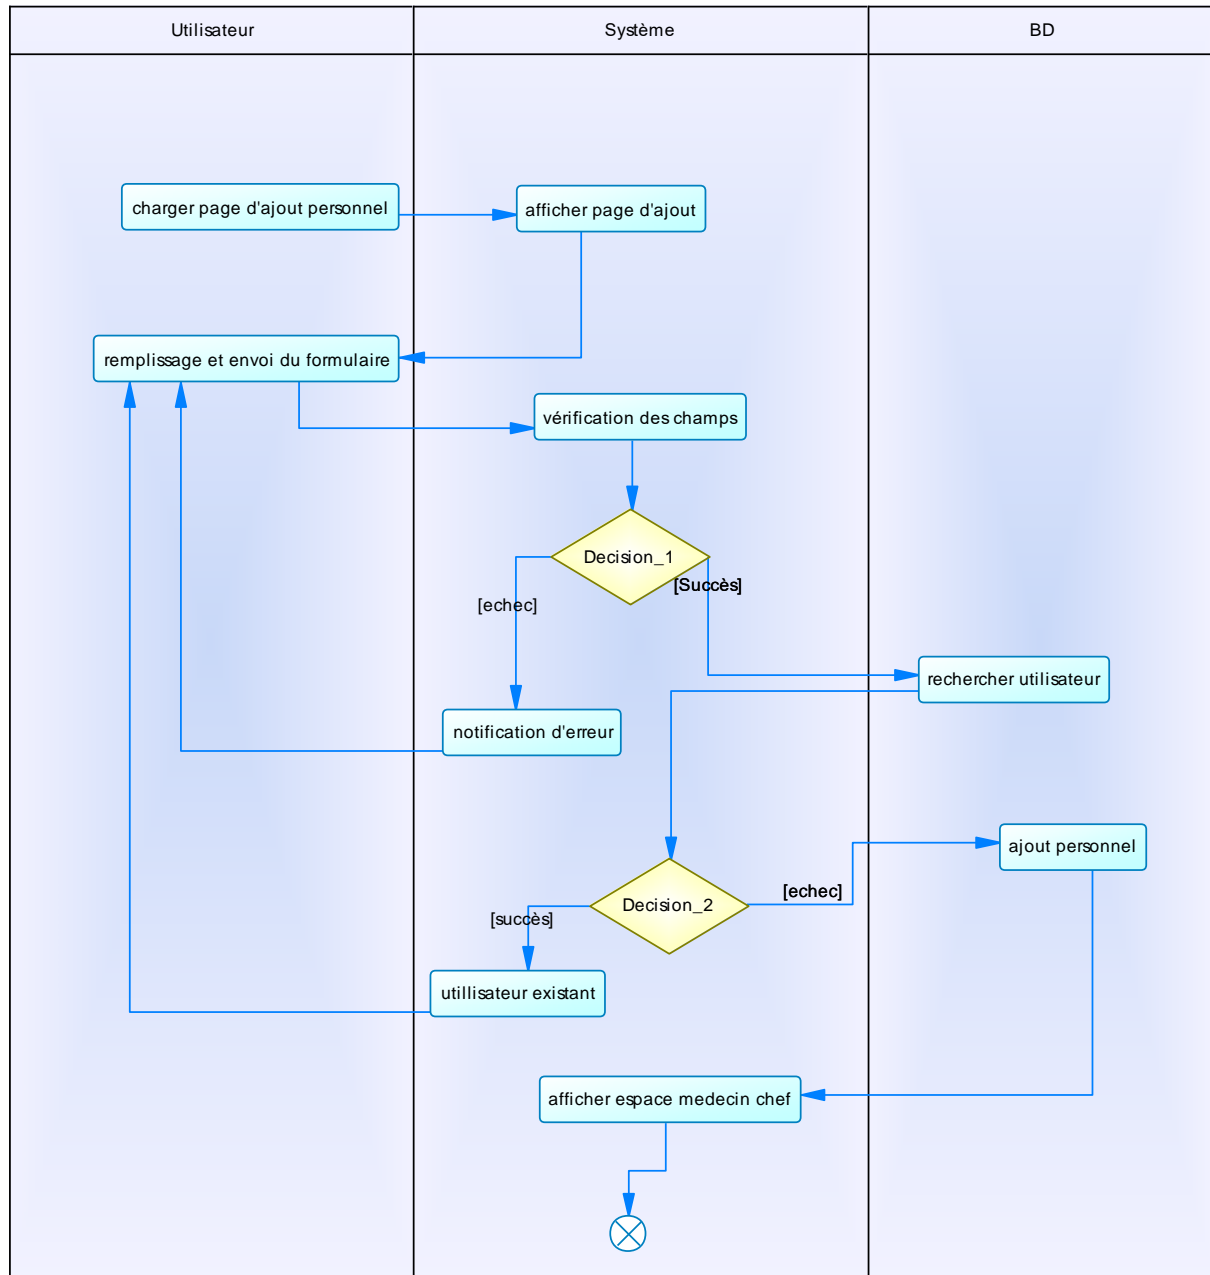 Utilisateur
Système
BD
charger page d'ajout personnel
afficher page d'ajout
remplissage et envoi du formulaire
vérification des champs
Decision_1
[Succès]
[echec]
rechercher utilisateur
notification d'erreur
ajout personnel
[echec]
Decision_2
[succès]
utillisateur existant
afficher espace medecin chef